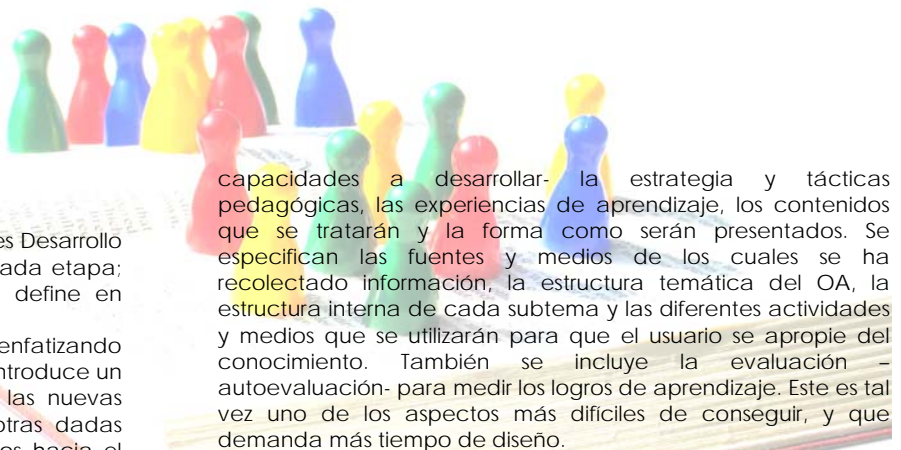 es Desarrollo
ada etapa;
define en
enfatizando
ntroduce un
las nuevas
otras dadas
os hacia el
capacidades a desarrollar- la estrategia y tácticas
pedagógicas, las experiencias de aprendizaje, los contenidos
que se tratarán y la forma como serán presentados. Se
especifican las fuentes y medios de los cuales se ha
recolectado información, la estructura temática del OA, la
estructura interna de cada subtema y las diferentes actividades
y medios que se utilizarán para que el usuario se apropie del
conocimiento. También se incluye la evaluación –
autoevaluación- para medir los logros de aprendizaje. Este es tal
vez uno de los aspectos más difíciles de conseguir, y que
demanda más tiempo de diseño.